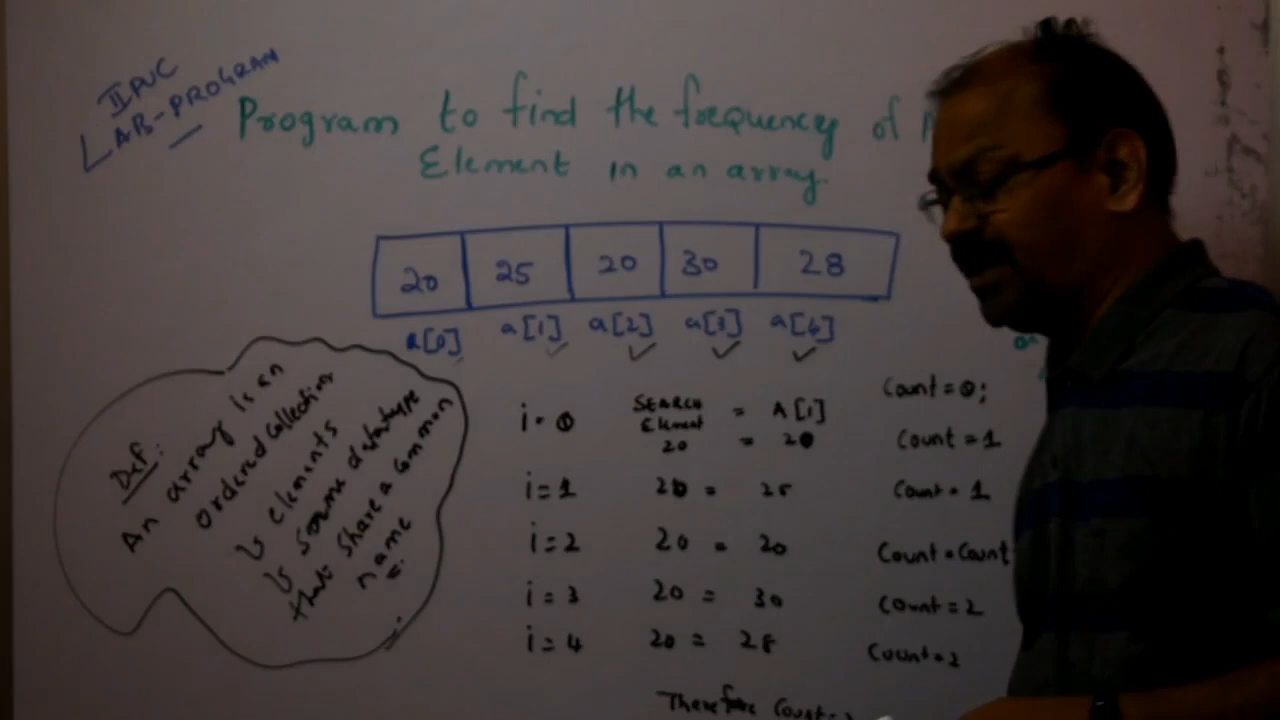 II PUC
LAB-PROGRAM
Program to find the frequency of
Element in an array.
20 25 20 30 28
a[0] a[1] a[2] a[3] a[4]
Def:
An array is an
ordered collection
of elements
of same datatype
that share a common
name
Count = 0;
i = 0 SEARCH Element = A[i]
20 = 20 Count = 1
i = 1 20 = 25 Count = 1
i = 2 20 = 20 Count = Count
i = 3 20 = 30 Count = 2
i = 4 20 = 28 Count = 2
Therefore Count =